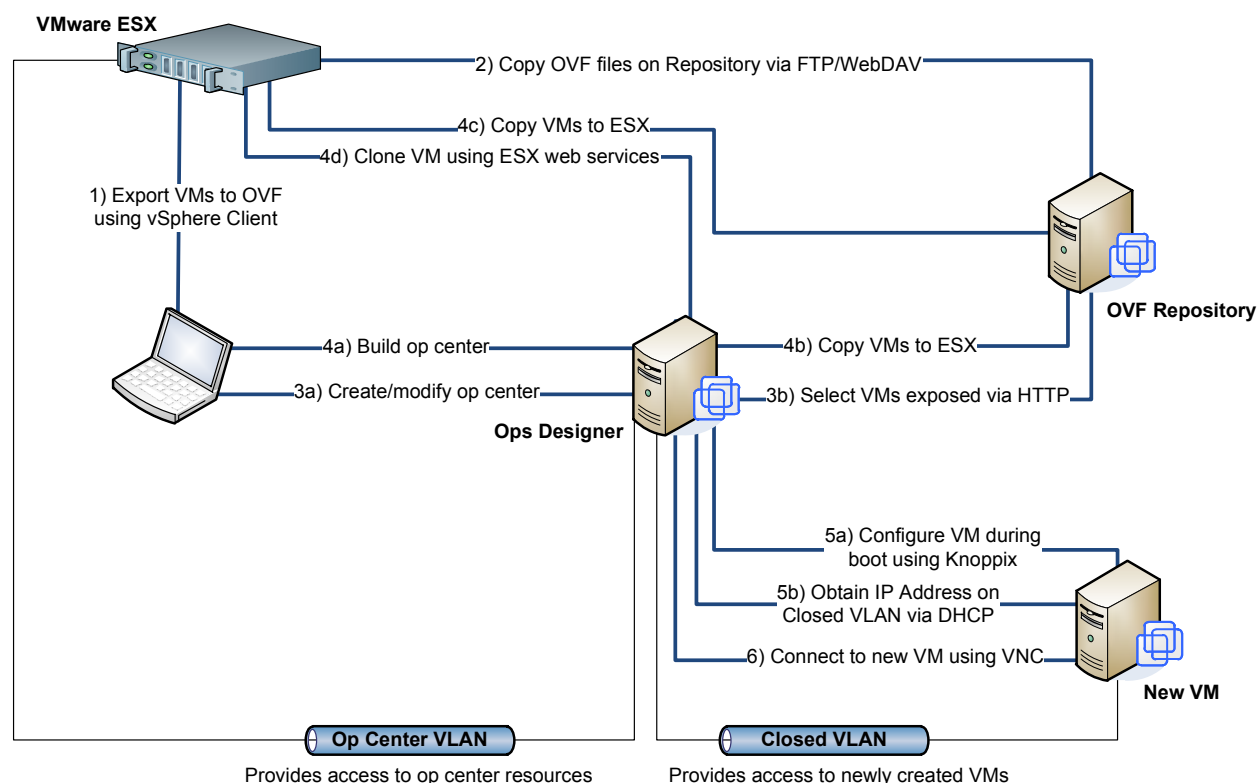 VMware ESX
2) Copy OVF files on Repository via FTP/WebDAV
4c) Copy VMs to ESX
4d) Clone VM using ESX web services
1) Export VMs to OVF
using vSphere Client
OVF Repository
4a) Build op center
4b) Copy VMs to ESX
3a) Create/modify op center
3b) Select VMs exposed via HTTP
Ops Designer
5a) Configure VM during
boot using Knoppix
5b) Obtain IP Address on
Closed VLAN via DHCP
6) Connect to new VM using VNC
New VM
Op Center VLAN
Closed VLAN
Provides access to op center resources
Provides access to newly created VMs